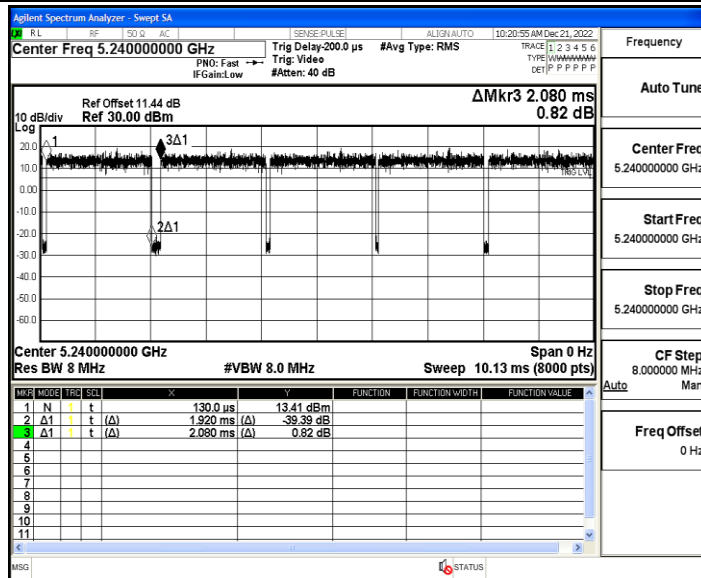 Agilent Spectrum Analyzer - Swept SA
RL RF 50 Ω AC SENSE:PULSE ALIGN AUTO 10:20:55 AM Dec 21, 2022
Center Freq 5.240000000 GHz
PNO: Fast
IFGain:Low
Trig Delay-200.0 µs
Trig: Video
#Atten: 40 dB
#Avg Type: RMS
TRACE 1 2 3 4 5 6
TYPE WWWWWW
DET P P P P P P
Ref Offset 11.44 dB
10 dB/div Ref 30.00 dBm
ΔMkr3 2.080 ms
0.82 dB
Log
1
3Δ1
20.0
10.0
TRIG LVL
0.00
-10.0
2Δ1
-20.0
-30.0
-40.0
-50.0
-60.0
Center 5.240000000 GHz Span 0 Hz
Res BW 8 MHz #VBW 8.0 MHz Sweep 10.13 ms (8000 pts)
MKR MODE TRC SCL X Y FUNCTION FUNCTION WIDTH FUNCTION VALUE
1 N 1 t 130.0 µs 13.41 dBm
2 Δ1 1 t (Δ) 1.920 ms (Δ) -39.39 dB
3 Δ1 1 t (Δ) 2.080 ms (Δ) 0.82 dB
4
5
6
7
8
9
10
11
MSG STATUS
Frequency
Auto Tune
Center Freq
5.240000000 GHz
Start Freq
5.240000000 GHz
Stop Freq
5.240000000 GHz
CF Step
8.000000 MHz
Auto Man
Freq Offset
0 Hz